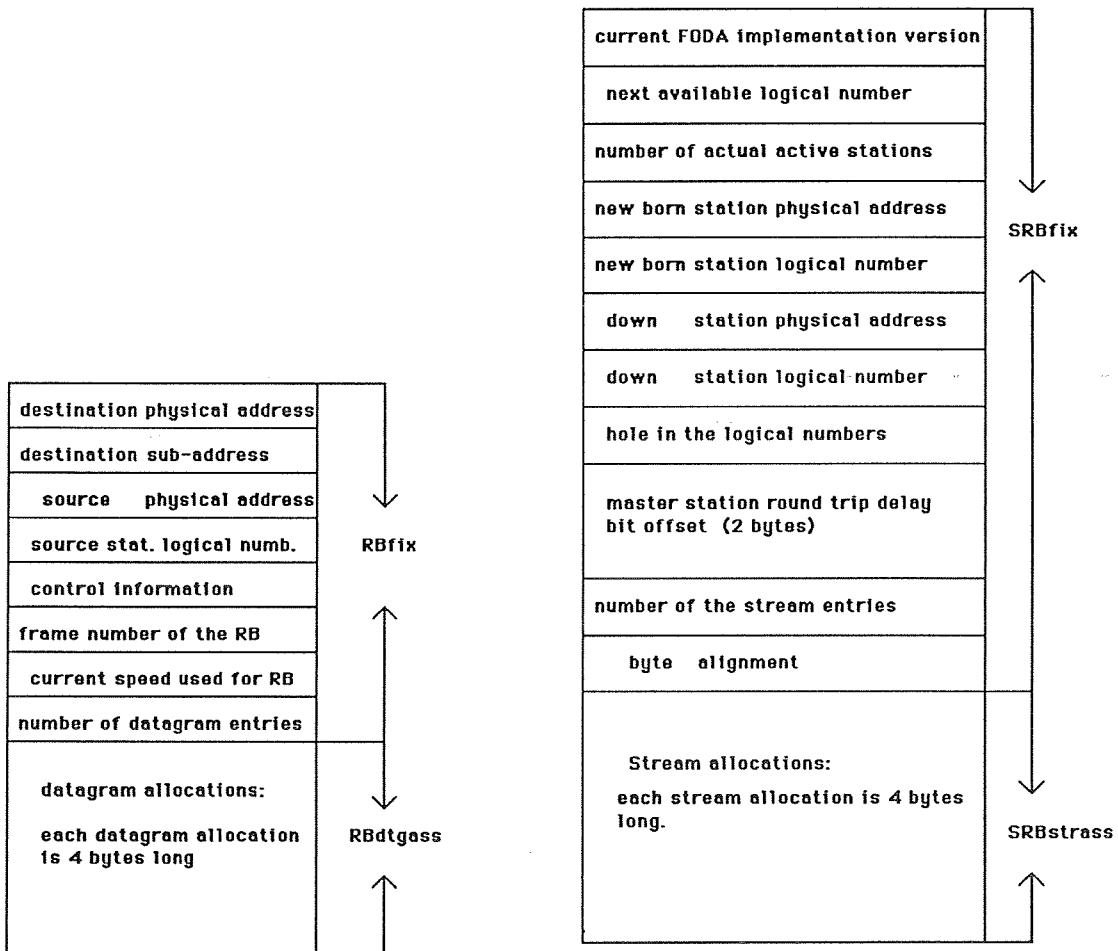 destination physical address
destination sub-address
source physical address
source stat. logical numb.
control information
frame number of the RB
current speed used for RB
number of datagram entries
datagram allocations:
each datagram allocation
is 4 bytes long
RBfix
RBdtgass
current FODA implementation version
next available logical number
number of actual active stations
new born station physical address
new born station logical number
down station physical address
down station logical number
hole in the logical numbers
master station round trip delay
bit offset (2 bytes)
number of the stream entries
byte alignment
Stream allocations:
each stream allocation is 4 bytes
long.
SRBfix
SRBstrass